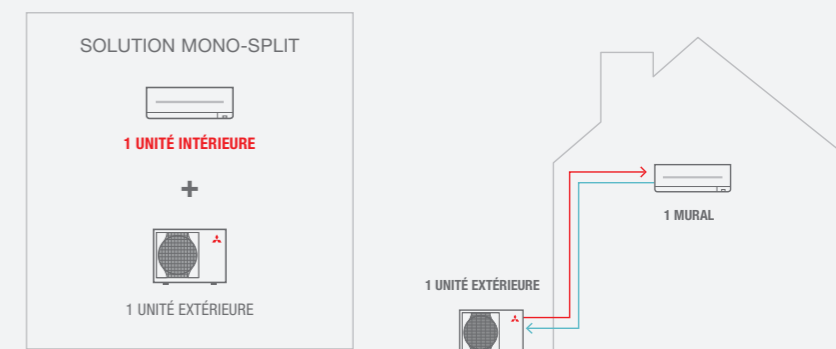 SOLUTION MONO-SPLIT
1 UNITÉ INTÉRIEURE
+
1 UNITÉ EXTÉRIEURE
1 MURAL
1 UNITÉ EXTÉRIEURE